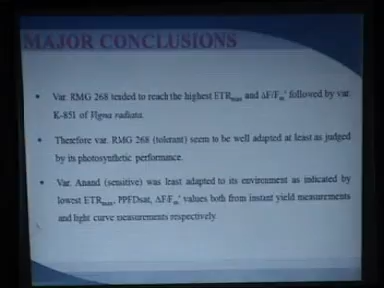 MAJOR CONCLUSIONS
• Var. RMG 268 tended to reach the highest ETRmax and ΔF/Fm' followed by var.
K-851 of Vigna radiata.
• Therefore var. RMG 268 (tolerant) seem to be well adapted at least as judged
by its photosynthetic performance.
• Var. Anand (sensitive) was least adapted to its environment as indicated by
lowest ETRmax, PPFDsat, ΔF/Fm' values both from instant yield measurements
and light curve measurements respectively.